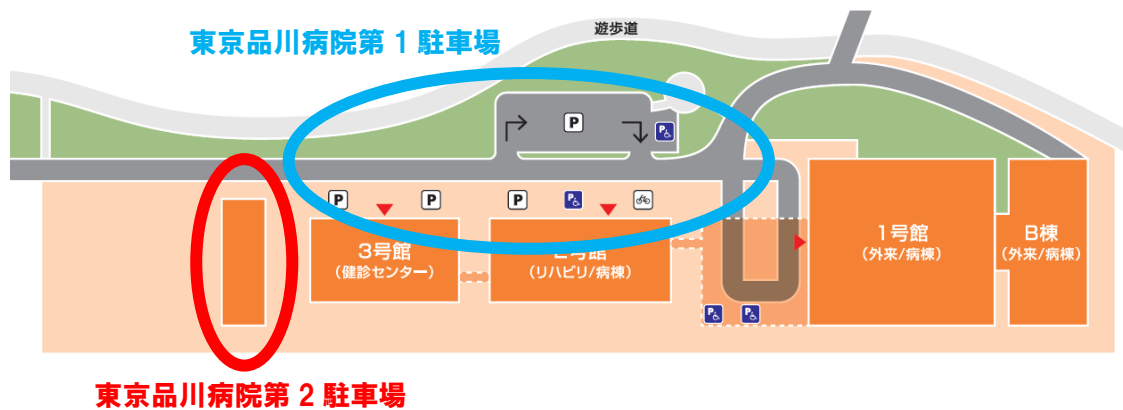 遊歩道
東京品川病院第 1 駐車場
P
P
P
P
P
P
3号館
(健診センター)
2号館
(リハビリ/病棟)
1号館
(外来/病棟)
B棟
(外来/病棟)
P
P
東京品川病院第 2 駐車場